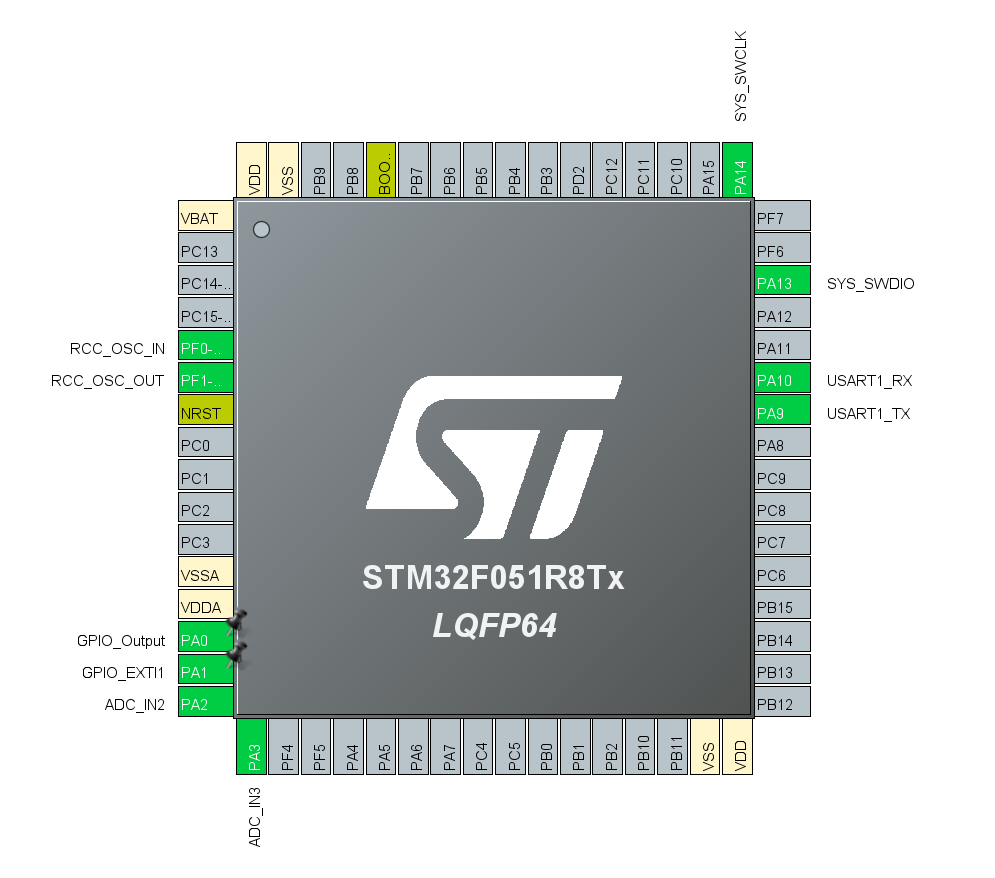 SYS_SWCLK
VDD
VSS
PB9
PB8
BOO..
PB7
PB6
PB5
PB4
PB3
PD2
PC12
PC11
PC10
PA15
PA14
VBAT
PC13
PC14-..
PC15-..
RCC_OSC_IN PF0-..
RCC_OSC_OUT PF1-..
NRST
PC0
PC1
PC2
PC3
VSSA
VDDA
GPIO_Output PA0
GPIO_EXTI1 PA1
ADC_IN2 PA2
PF7
PF6
PA13 SYS_SWDIO
PA12
PA11
PA10 USART1_RX
PA9 USART1_TX
PA8
PC9
PC8
PC7
PC6
PB15
PB14
PB13
PB12
ST
STM32F051R8Tx
LQFP64
PA3
PF4
PF5
PA4
PA5
PA6
PA7
PC4
PC5
PB0
PB1
PB2
PB10
PB11
VSS
VDD
ADC_IN3